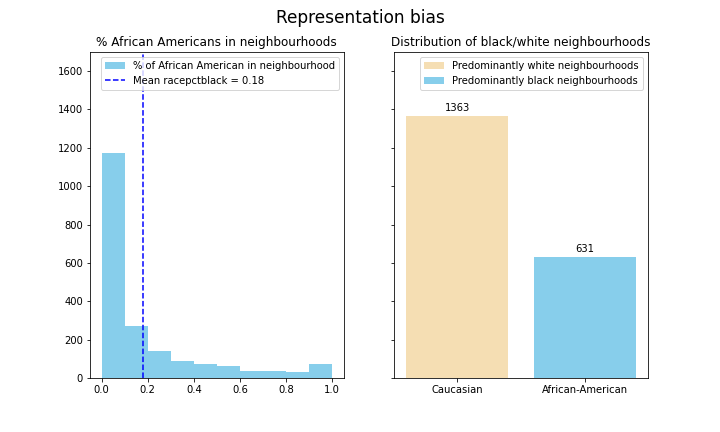 Representation bias
% African Americans in neighbourhoods
% of African American in neighbourhood
Mean racepctblack = 0.18
1600
1400
1200
1000
800
600
400
200
0
0.0 0.2 0.4 0.6 0.8 1.0
Distribution of black/white neighbourhoods
Predominantly white neighbourhoods
Predominantly black neighbourhoods
1363
631
Caucasian African-American